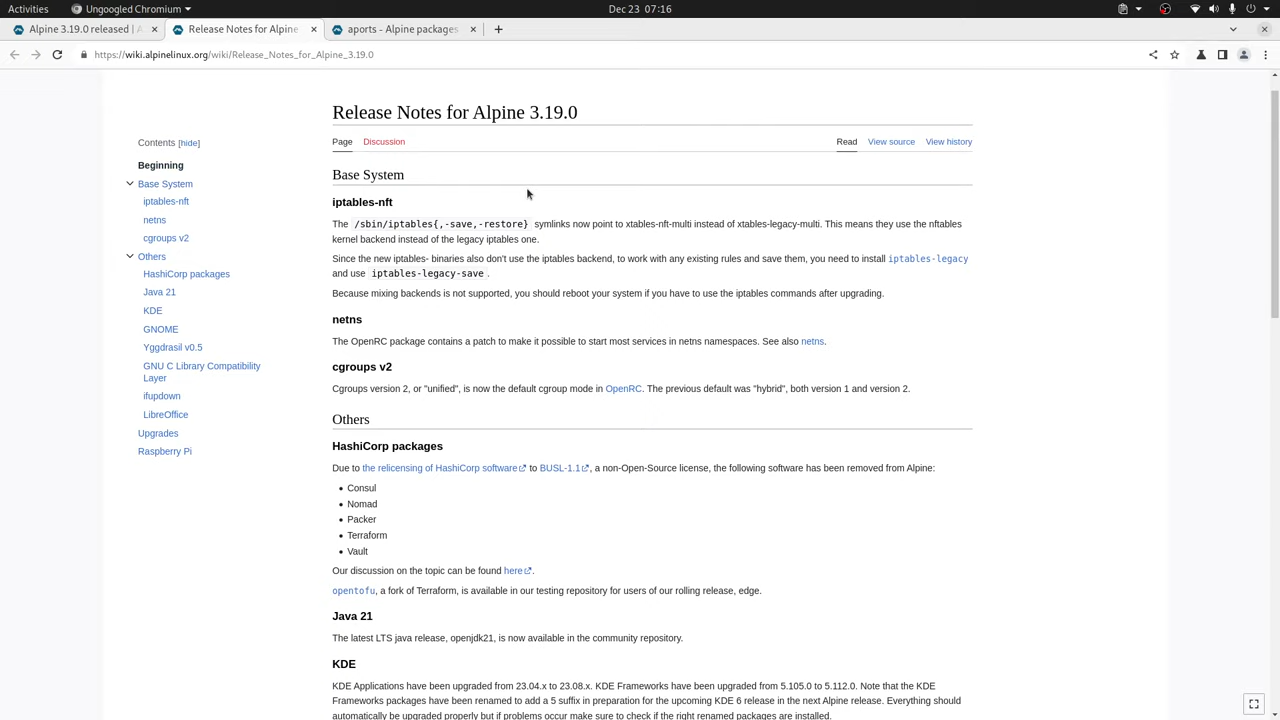 Activities
Ungoogled Chromium
Dec 23 07:16
Alpine 3.19.0 released | A
Release Notes for Alpine
aports - Alpine packages
https://wiki.alpinelinux.org/wiki/Release_Notes_for_Alpine_3.19.0
Contents [hide]
Beginning
Base System
iptables-nft
netns
cgroups v2
Others
HashiCorp packages
Java 21
KDE
GNOME
Yggdrasil v0.5
GNU C Library Compatibility
Layer
ifupdown
LibreOffice
Upgrades
Raspberry Pi
Release Notes for Alpine 3.19.0
Page Discussion Read View source View history
Base System
iptables-nft
The /sbin/iptables{,-save,-restore} symlinks now point to xtables-nft-multi instead of xtables-legacy-multi. This means they use the nftables
kernel backend instead of the legacy iptables one.
Since the new iptables- binaries also don't use the iptables backend, to work with any existing rules and save them, you need to install iptables-legacy
and use iptables-legacy-save .
Because mixing backends is not supported, you should reboot your system if you have to use the iptables commands after upgrading.
netns
The OpenRC package contains a patch to make it possible to start most services in netns namespaces. See also netns.
cgroups v2
Cgroups version 2, or "unified", is now the default cgroup mode in OpenRC. The previous default was "hybrid", both version 1 and version 2.
Others
HashiCorp packages
Due to the relicensing of HashiCorp software to BUSL-1.1, a non-Open-Source license, the following software has been removed from Alpine:
• Consul
• Nomad
• Packer
• Terraform
• Vault
Our discussion on the topic can be found here.
opentofu, a fork of Terraform, is available in our testing repository for users of our rolling release, edge.
Java 21
The latest LTS java release, openjdk21, is now available in the community repository.
KDE
KDE Applications have been upgraded from 23.04.x to 23.08.x. KDE Frameworks have been upgraded from 5.105.0 to 5.112.0. Note that the KDE
Frameworks packages have been renamed to add a 5 suffix in preparation for the upcoming KDE 6 release in the next Alpine release. Everything should
automatically be upgraded properly but if problems occur make sure to check if the right renamed packages are installed.